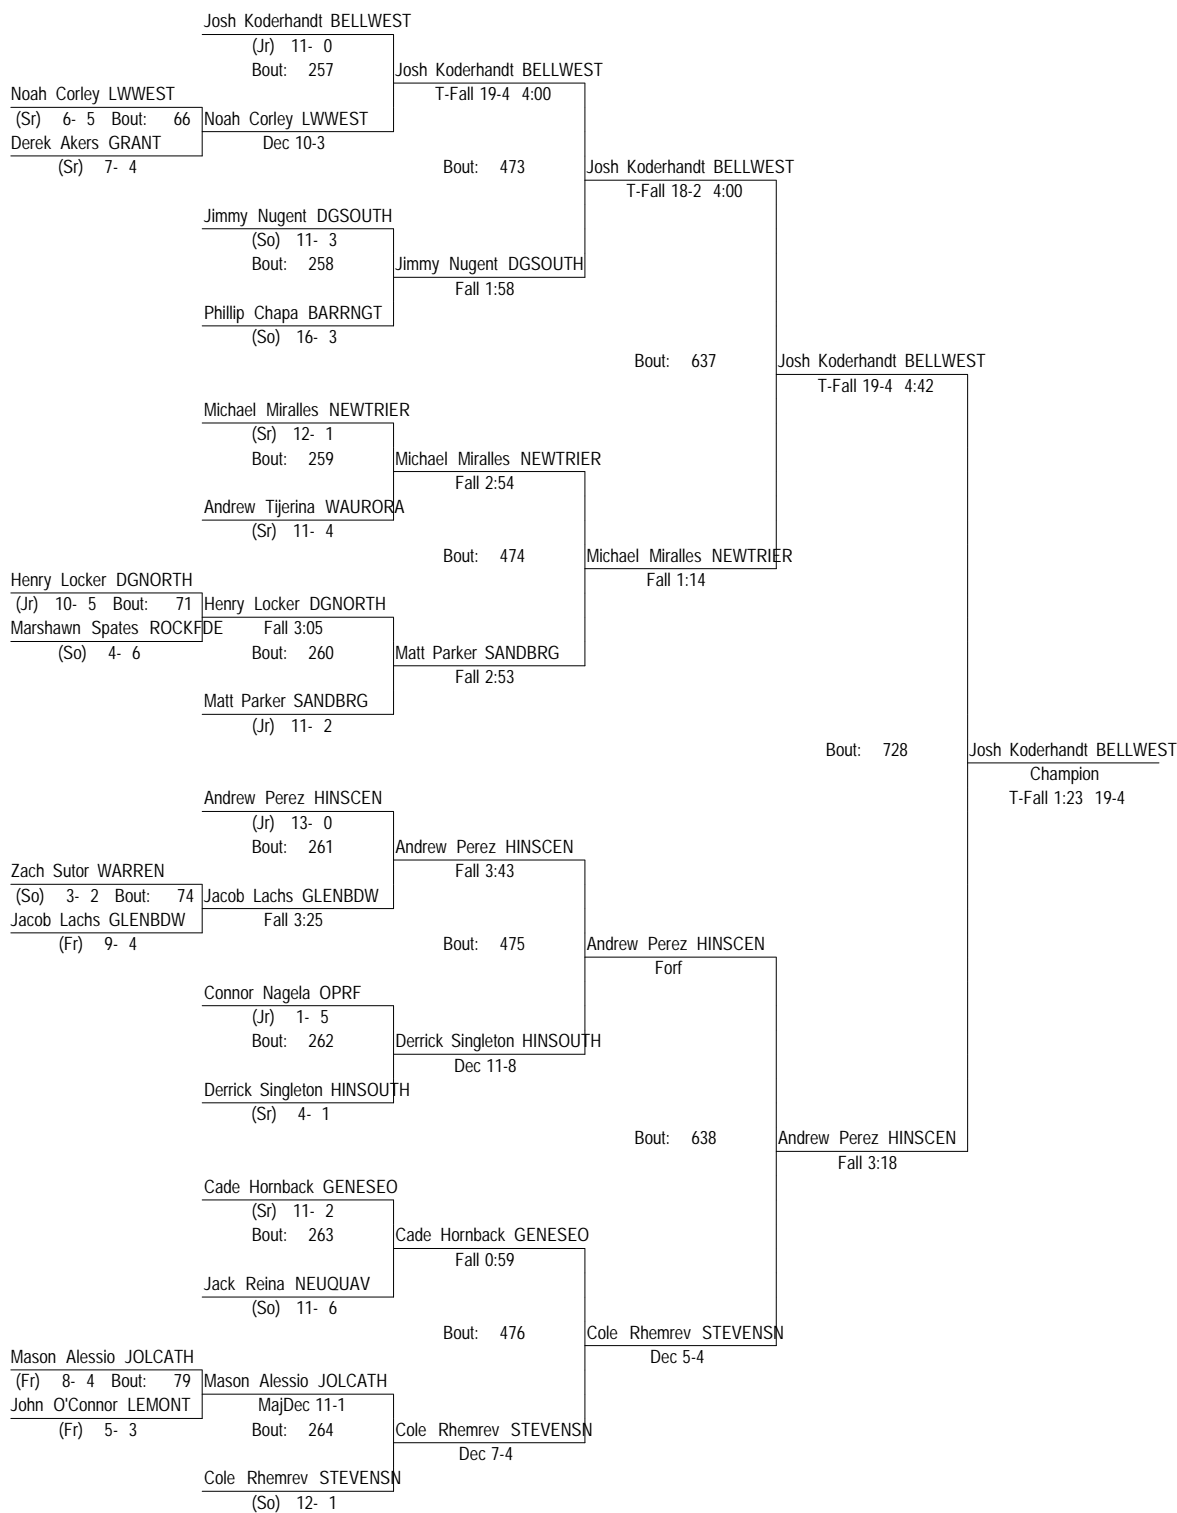 Josh Koderhandt BELLWEST
(Jr) 11- 0
Bout: 257
Josh Koderhandt BELLWEST
T-Fall 19-4 4:00
Noah Corley LWWEST
(Sr) 6- 5 Bout: 66
Noah Corley LWWEST
Dec 10-3
Derek Akers GRANT
(Sr) 7- 4
Bout: 473
Josh Koderhandt BELLWEST
T-Fall 18-2 4:00
Jimmy Nugent DGSOUTH
(So) 11- 3
Bout: 258
Jimmy Nugent DGSOUTH
Fall 1:58
Phillip Chapa BARRNGT
(So) 16- 3
Bout: 637
Josh Koderhandt BELLWEST
T-Fall 19-4 4:42
Michael Miralles NEWTRIER
(Sr) 12- 1
Bout: 259
Michael Miralles NEWTRIER
Fall 2:54
Andrew Tijerina WAURORA
(Sr) 11- 4
Bout: 474
Michael Miralles NEWTRIER
Fall 1:14
Henry Locker DGNORTH
(Jr) 10- 5 Bout: 71
Henry Locker DGNORTH
Marshawn Spates ROCKFDE
Fall 3:05
(So) 4- 6
Bout: 260
Matt Parker SANDBRG
Fall 2:53
Matt Parker SANDBRG
(Jr) 11- 2
Bout: 728
Josh Koderhandt BELLWEST
Champion
T-Fall 1:23 19-4
Andrew Perez HINSCEN
(Jr) 13- 0
Bout: 261
Andrew Perez HINSCEN
Fall 3:43
Zach Sutor WARREN
(So) 3- 2 Bout: 74
Jacob Lachs GLENBDW
Fall 3:25
Jacob Lachs GLENBDW
(Fr) 9- 4
Bout: 475
Andrew Perez HINSCEN
Forf
Connor Nagela OPRF
(Jr) 1- 5
Bout: 262
Derrick Singleton HINSOUTH
Dec 11-8
Derrick Singleton HINSOUTH
(Sr) 4- 1
Bout: 638
Andrew Perez HINSCEN
Fall 3:18
Cade Hornback GENESEO
(Sr) 11- 2
Bout: 263
Cade Hornback GENESEO
Fall 0:59
Jack Reina NEUQUAV
(So) 11- 6
Bout: 476
Cole Rhemrev STEVENSN
Dec 5-4
Mason Alessio JOLCATH
(Fr) 8- 4 Bout: 79
Mason Alessio JOLCATH
John O'Connor LEMONT
MajDec 11-1
(Fr) 5- 3
Bout: 264
Cole Rhemrev STEVENSN
Dec 7-4
Cole Rhemrev STEVENSN
(So) 12- 1